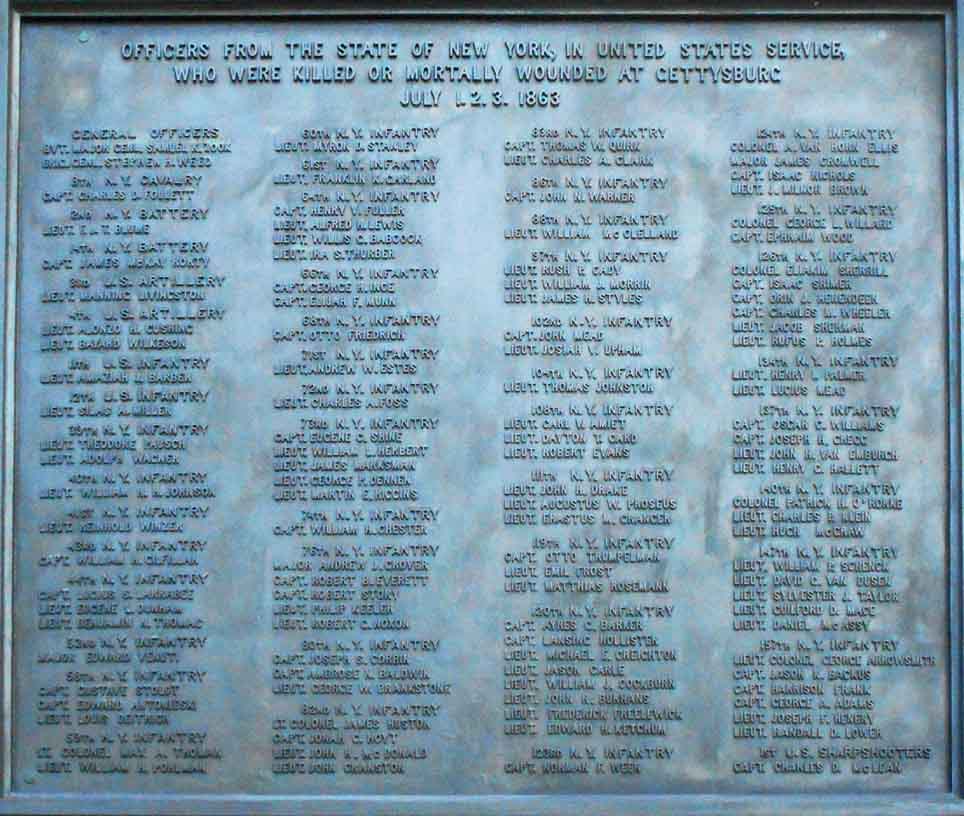 OFFICERS FROM THE STATE OF NEW YORK, IN UNITED STATES SERVICE,
WHO WERE KILLED OR MORTALLY WOUNDED AT GETTYSBURG
JULY 1. 2. 3. 1863
GENERAL OFFICERS
BVT. MAJOR GENL. SAMUEL K. ZOOK
BRIG. GENL. STEPHEN H. WEED
8TH N.Y. CAVALRY
CAPT. CHARLES D. FOLLETT
2ND N.Y. BATTERY
LIEUT. BLUME
14TH N.Y. BATTERY
CAPT. JAMES MCKAY RORTY
3RD U.S. ARTILLERY
LIEUT. MANNING LIVINGSTON
4TH U.S. ARTILLERY
LIEUT. ALONZO H. CUSHING
LIEUT. BAYARD WILKESON
11TH U.S. INFANTRY
LIEUT. AMAZIAH J. BARBER
12TH U.S. INFANTRY
LIEUT. SILAS A. MILLER
39TH N.Y. INFANTRY
LIEUT. THEODORE PAUSCH
LIEUT. ADOLPH WAGNER
40TH N.Y. INFANTRY
LIEUT. WILLIAM H. H. JOHNSON
41ST N.Y. INFANTRY
LIEUT. REINHOLD WINZER
43RD N.Y. INFANTRY
CAPT. WILLIAM H. GILFILLAN
44TH N.Y. INFANTRY
CAPT. LUCIUS S. LARRABEE
LIEUT. EUGENE L. DUNHAM
LIEUT. BENJAMIN N. THOMAS
52ND N.Y. INFANTRY
MAJOR EDWARD VENUTI
58TH N.Y. INFANTRY
CAPT. GUSTAVE STOLDT
CAPT. EDWARD ANTONIESKI
LIEUT. LOUIS DEITRICH
59TH N.Y. INFANTRY
LT. COLONEL MAX A. THOMAN
LIEUT. WILLIAM H. POHLMAN
60TH N.Y. INFANTRY
LIEUT. MYRON D. STANLEY
61ST N.Y. INFANTRY
LIEUT. FRANKLIN K. GARLAND
64TH N.Y. INFANTRY
CAPT. HENRY V. FULLER
LIEUT. ALFRED H. LEWIS
LIEUT. WILLIS G. BABCOCK
LIEUT. IRA S. THURBER
66TH N.Y. INFANTRY
CAPT. GEORGE H. INGE
CAPT. ELIJAH F. MUNN
68TH N.Y. INFANTRY
CAPT. OTTO FRIEDRICH
71ST N.Y. INFANTRY
LIEUT. ANDREW W. ESTES
72ND N.Y. INFANTRY
LIEUT. CHARLES A. FOSS
73RD N.Y. INFANTRY
CAPT. EUGENE C. SHINE
LIEUT. WILLIAM L. HERBERT
LIEUT. JAMES MARKSMAN
LIEUT. GEORGE P. DENNEN
LIEUT. MARTIN E. HIGGINS
74TH N.Y. INFANTRY
CAPT. WILLIAM H. CHESTER
76TH N.Y. INFANTRY
MAJOR ANDREW J. GROVER
CAPT. ROBERT B. LEVERETT
CAPT. ROBERT STORY
LIEUT. PHILIP KEELER
LIEUT. ROBERT G. NOXON
80TH N.Y. INFANTRY
CAPT. JOSEPH S. CORBIN
CAPT. AMBROSE N. BALDWIN
LIEUT. GEORGE W. BRANKSTONE
82ND N.Y. INFANTRY
LT. COLONEL JAMES HUSTON
CAPT. JONAH C. HOYT
LIEUT. JOHN H. MCDONALD
LIEUT. JOHN CRANSTON
83RD N.Y. INFANTRY
CAPT. THOMAS W. QUIRK
LIEUT. CHARLES A. CLARK
86TH N.Y. INFANTRY
CAPT. JOHN N. WARNER
88TH N.Y. INFANTRY
LIEUT. WILLIAM McCLELLAND
97TH N.Y. INFANTRY
LIEUT. RUSH P. CADY
LIEUT. WILLIAM J. MORRIN
LIEUT. JAMES H. STYLES
102ND N.Y. INFANTRY
CAPT. JOHN MEAD
LIEUT. JOSIAH V. UPHAM
104TH N.Y. INFANTRY
LIEUT. THOMAS JOHNSTON
108TH N.Y. INFANTRY
LIEUT. CARL V. AMIET
LIEUT. DAYTON T. CARD
LIEUT. ROBERT EVANS
111TH N.Y. INFANTRY
LIEUT. JOHN H. DRAKE
LIEUT. AUGUSTUS W. PROSEUS
LIEUT. ERASTUS M. GRANGER
119TH N.Y. INFANTRY
CAPT. OTTO TRUMPELMAN
LIEUT. EMIL FROST
LIEUT. MATTHIAS ROSEMANN
120TH N.Y. INFANTRY
CAPT. AYRES G. BARKER
CAPT. LANSING HOLLISTER
LIEUT. MICHAEL E. CREIGHTON
LIEUT. JASON CARLE
LIEUT. WILLIAM J. COCKBURN
LIEUT. JOHN R. BURHANS
LIEUT. FREDERICK FREELEWICK
LIEUT. EDWARD H. KETCHUM
123RD N.Y. INFANTRY
CAPT. NORMAN F. WEER
124TH N.Y. INFANTRY
COLONEL A. VAN HORN ELLIS
MAJOR JAMES CROMWELL
CAPT. ISAAC NICHOLS
LIEUT. J. MILNOR BROWN
125TH N.Y. INFANTRY
COLONEL GEORGE L. WILLARD
CAPT. EPHRAIM WOOD
126TH N.Y. INFANTRY
COLONEL ELIAKIM SHERRILL
CAPT. ISAAC SHIMER
CAPT. ORIN J. HERENDEEN
CAPT. CHARLES M. WHEELER
LIEUT. JACOB SHERMAN
LIEUT. RUFUS P. HOLMES
134TH N.Y. INFANTRY
LIEUT. HENRY I. PALMER
LIEUT. LUCIUS MEAD
137TH N.Y. INFANTRY
CAPT. OSCAR C. WILLIAMS
CAPT. JOSEPH H. GREGG
LIEUT. JOHN H. VAN EMBURGH
LIEUT. HENRY G. HALLETT
140TH N.Y. INFANTRY
COLONEL PATRICK H. O'RORKE
LIEUT. CHARLES P. KLEIN
LIEUT. HUGH McGRAW
147TH N.Y. INFANTRY
LIEUT. WILLIAM P. SCHENCK
LIEUT. DAVID G. VAN DUSEN
LIEUT. SYLVESTER J. TAYLOR
LIEUT. GUILFORD D. MACE
LIEUT. DANIEL McASSY
157TH N.Y. INFANTRY
LIEUT. COLONEL GEORGE ARROWSMITH
CAPT. JASON K. BACKUS
CAPT. HARRISON FRANK
CAPT. GEORGE A. ADAMS
LIEUT. JOSEPH F. HENERY
LIEUT. RANDALL D. LOWER
1ST U.S. SHARPSHOOTERS
CAPT. CHARLES D. McLEAN